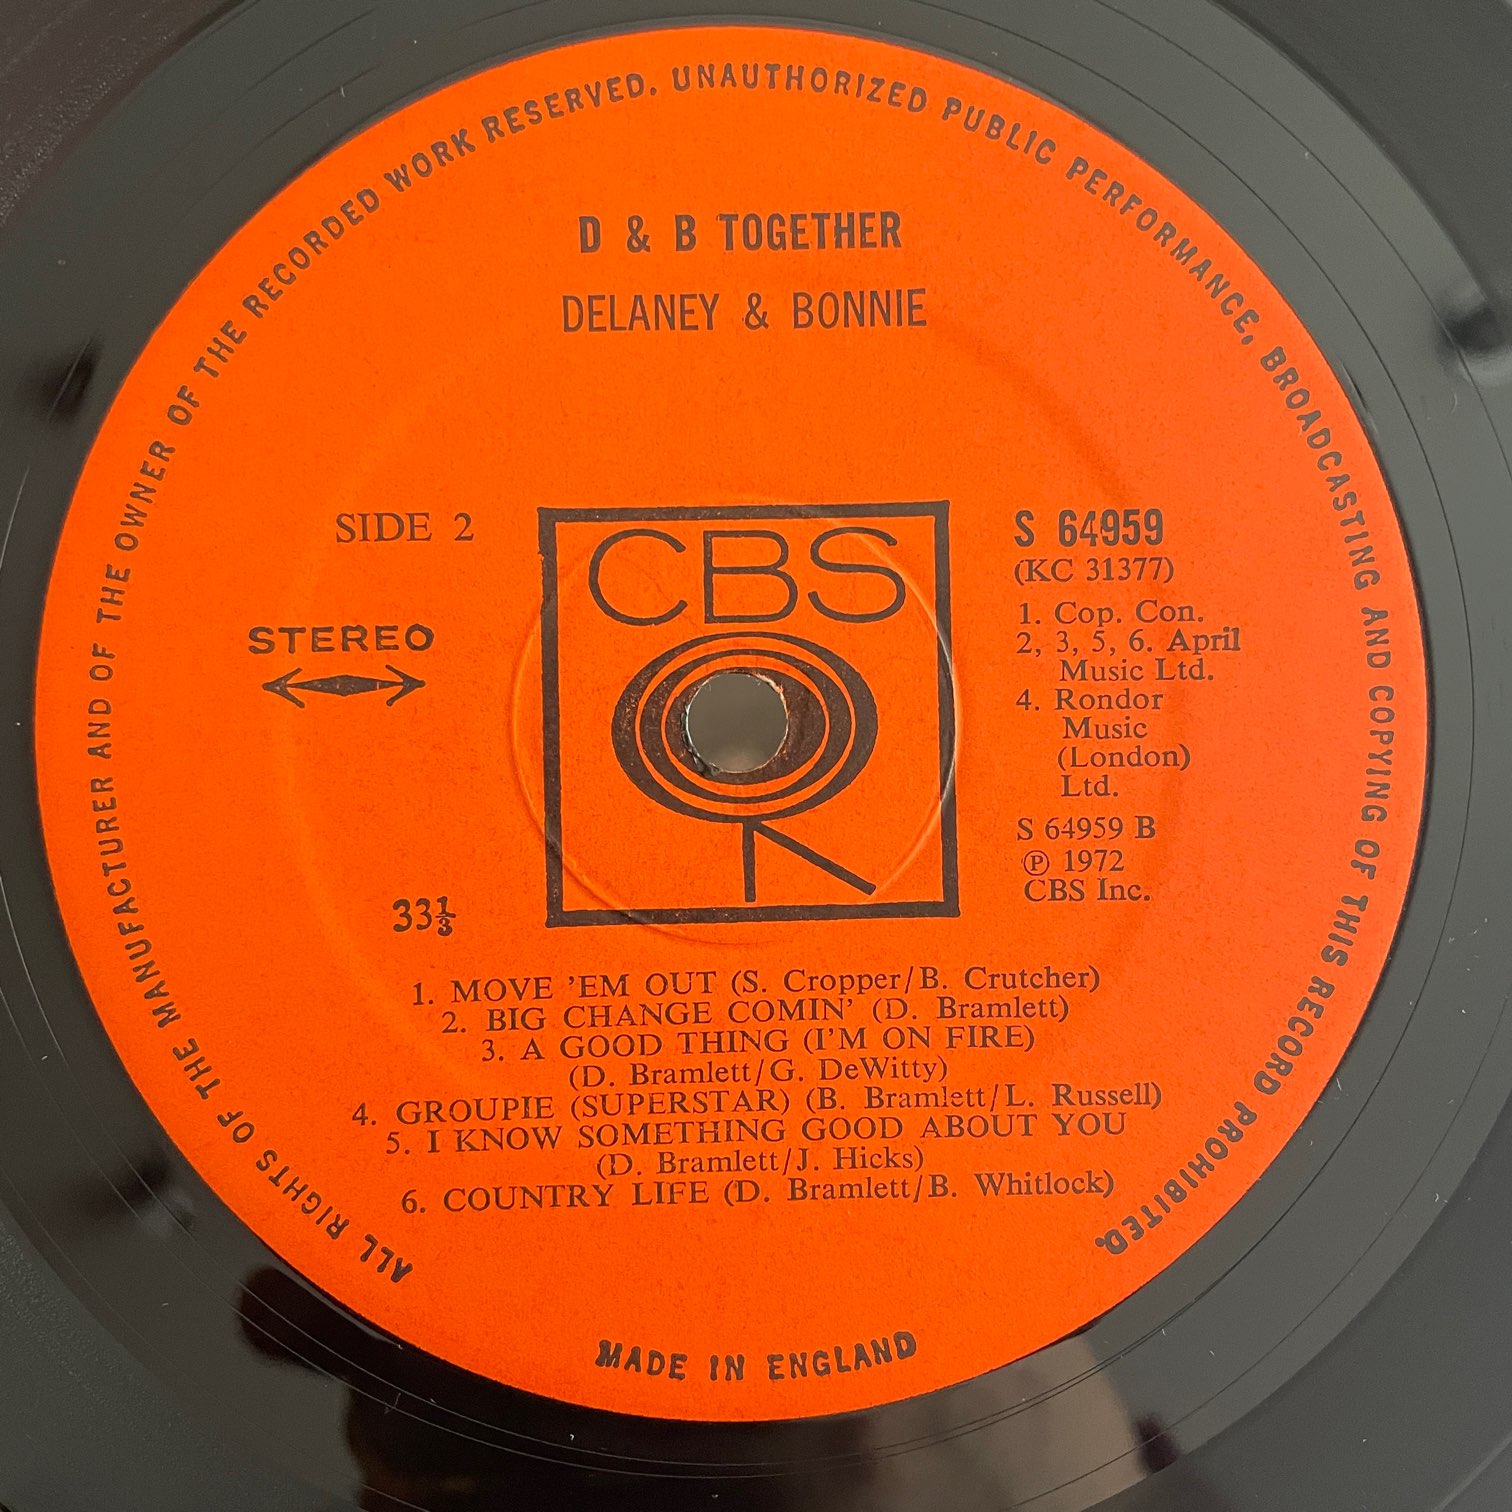 ALL RIGHTS OF THE MANUFACTURER AND OF THE OWNER OF THE RECORDED WORK RESERVED. UNAUTHORIZED PUBLIC PERFORMANCE, BROADCASTING AND COPYING OF THIS RECORD PROHIBITED.
D & B TOGETHER
DELANEY & BONNIE
SIDE 2
STEREO
33⅓
CBS
S 64959
(KC 31377)
1. Cop. Con.
2, 3, 5, 6. April
Music Ltd.
4. Rondor
Music
(London)
Ltd.
S 64959 B
℗ 1972
CBS Inc.
1. MOVE 'EM OUT (S. Cropper/B. Crutcher)
2. BIG CHANGE COMIN' (D. Bramlett)
3. A GOOD THING (I'M ON FIRE)
(D. Bramlett/G. DeWitty)
4. GROUPIE (SUPERSTAR) (B. Bramlett/L. Russell)
5. I KNOW SOMETHING GOOD ABOUT YOU
(D. Bramlett/J. Hicks)
6. COUNTRY LIFE (D. Bramlett/B. Whitlock)
MADE IN ENGLAND